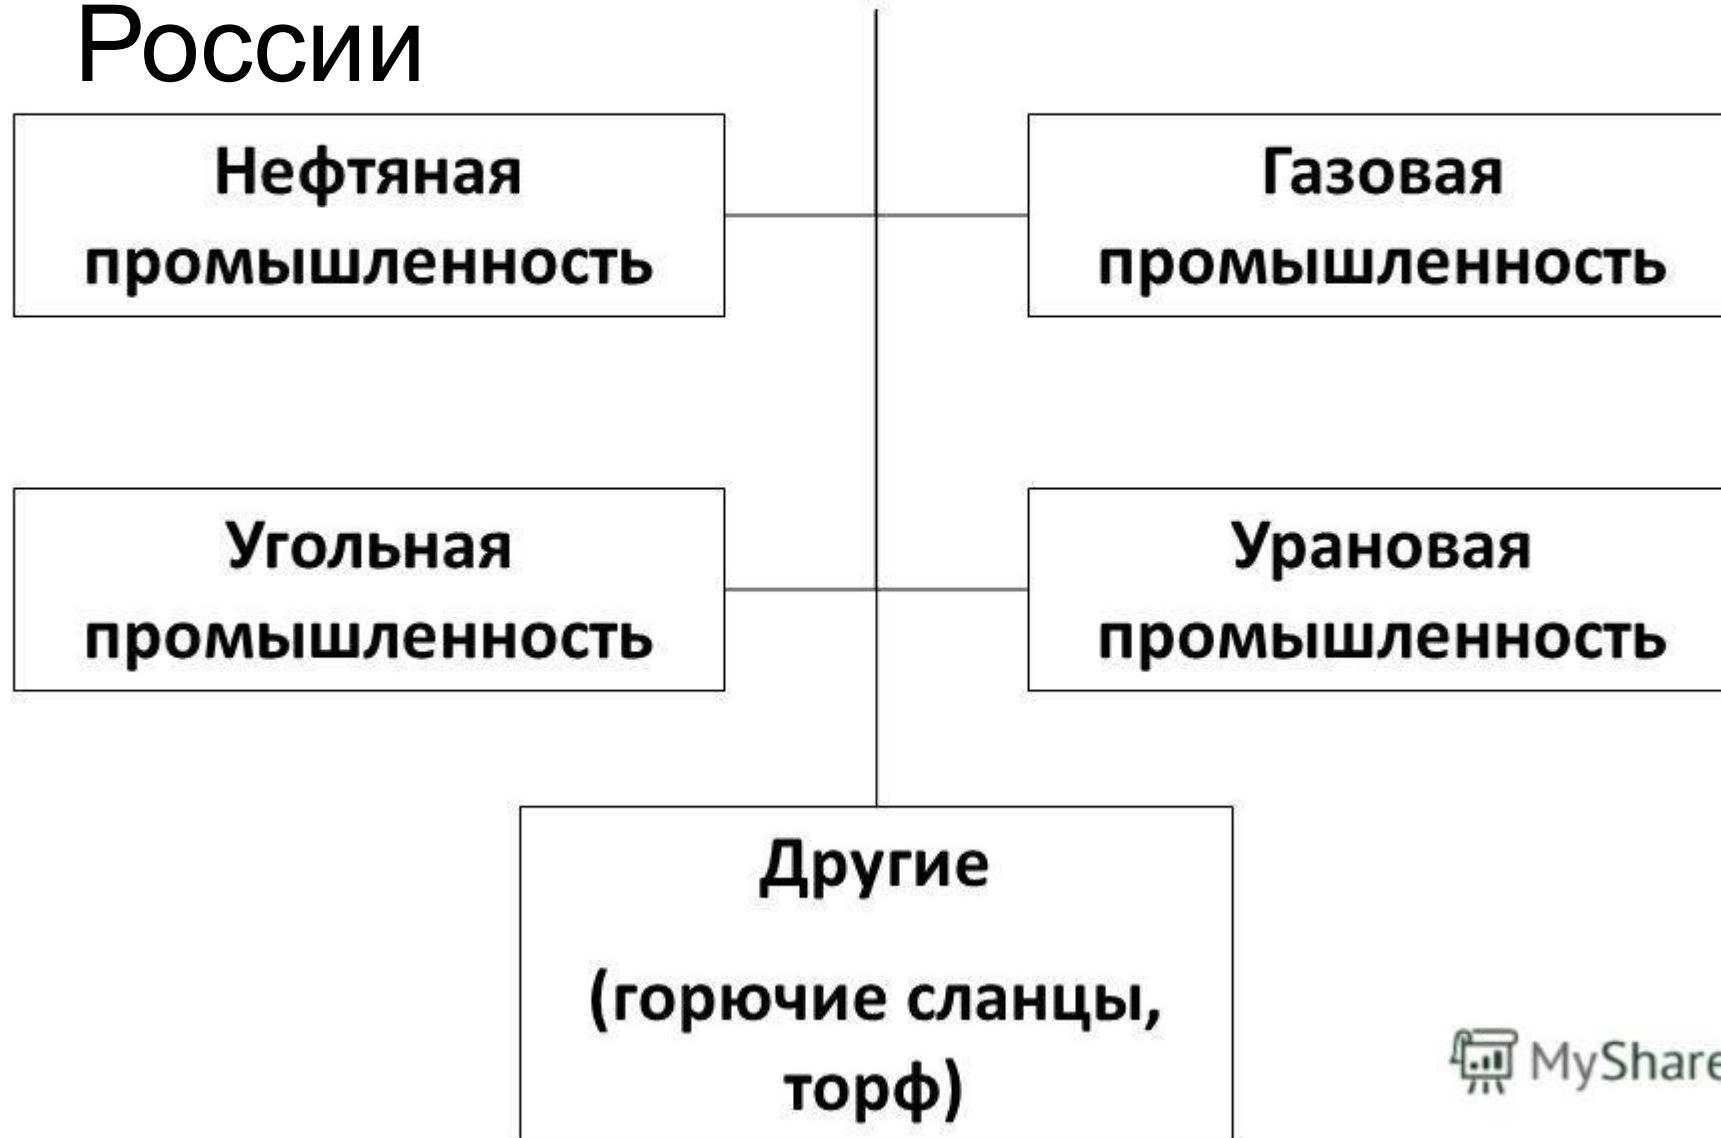 России
Нефтяная
промышленность
Газовая
промышленность
Угольная
промышленность
Урановая
промышленность
Другие
(горючие сланцы,
торф)
MyShare